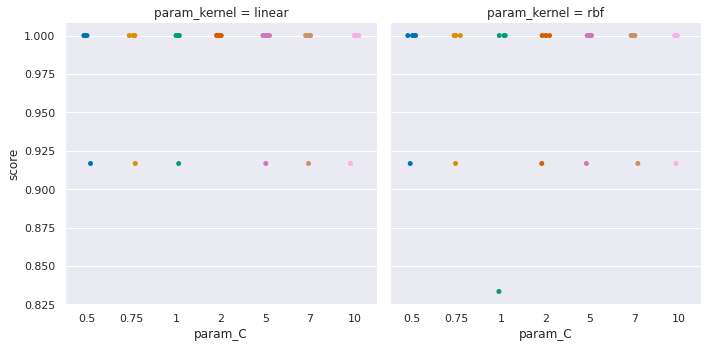 param_kernel = linear
param_kernel = rbf
1.000
0.975
0.950
0.925
0.900
0.875
0.850
0.825
score
0.5 0.75 1 2 5 7 10
0.5 0.75 1 2 5 7 10
param_C
param_C